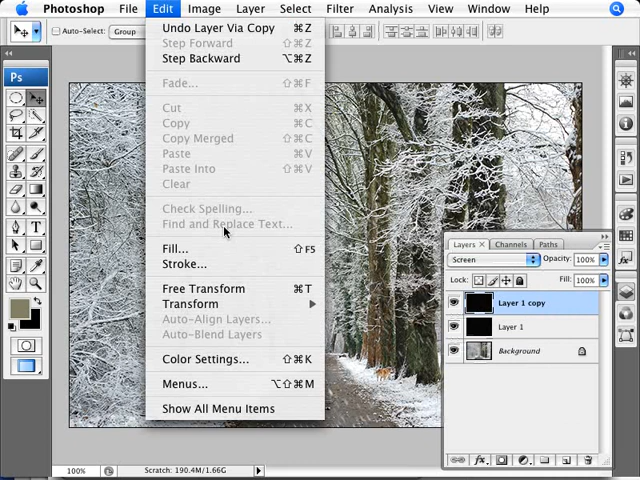 Photoshop File Edit Image Layer Select Filter Analysis View Window
Auto-Select: Group
Undo Layer Via Copy ⌘Z
Step Forward ⇧⌘Z
Step Backward ⌥⌘Z
Fade... ⇧⌘F
Cut ⌘X
Copy ⌘C
Copy Merged ⇧⌘C
Paste ⌘V
Paste Into ⇧⌘V
Clear
Check Spelling...
Find and Replace Text...
Fill... ⇧F5
Stroke...
Free Transform ⌘T
Transform
Auto-Align Layers...
Auto-Blend Layers
Color Settings... ⇧⌘K
Menus... ⌥⇧⌘M
Show All Menu Items
Ps
Layers × Channels Paths
Screen Opacity: 100%
Lock: Fill: 100%
Layer 1 copy
Layer 1
Background
100% Scratch: 190.4M/1.66G